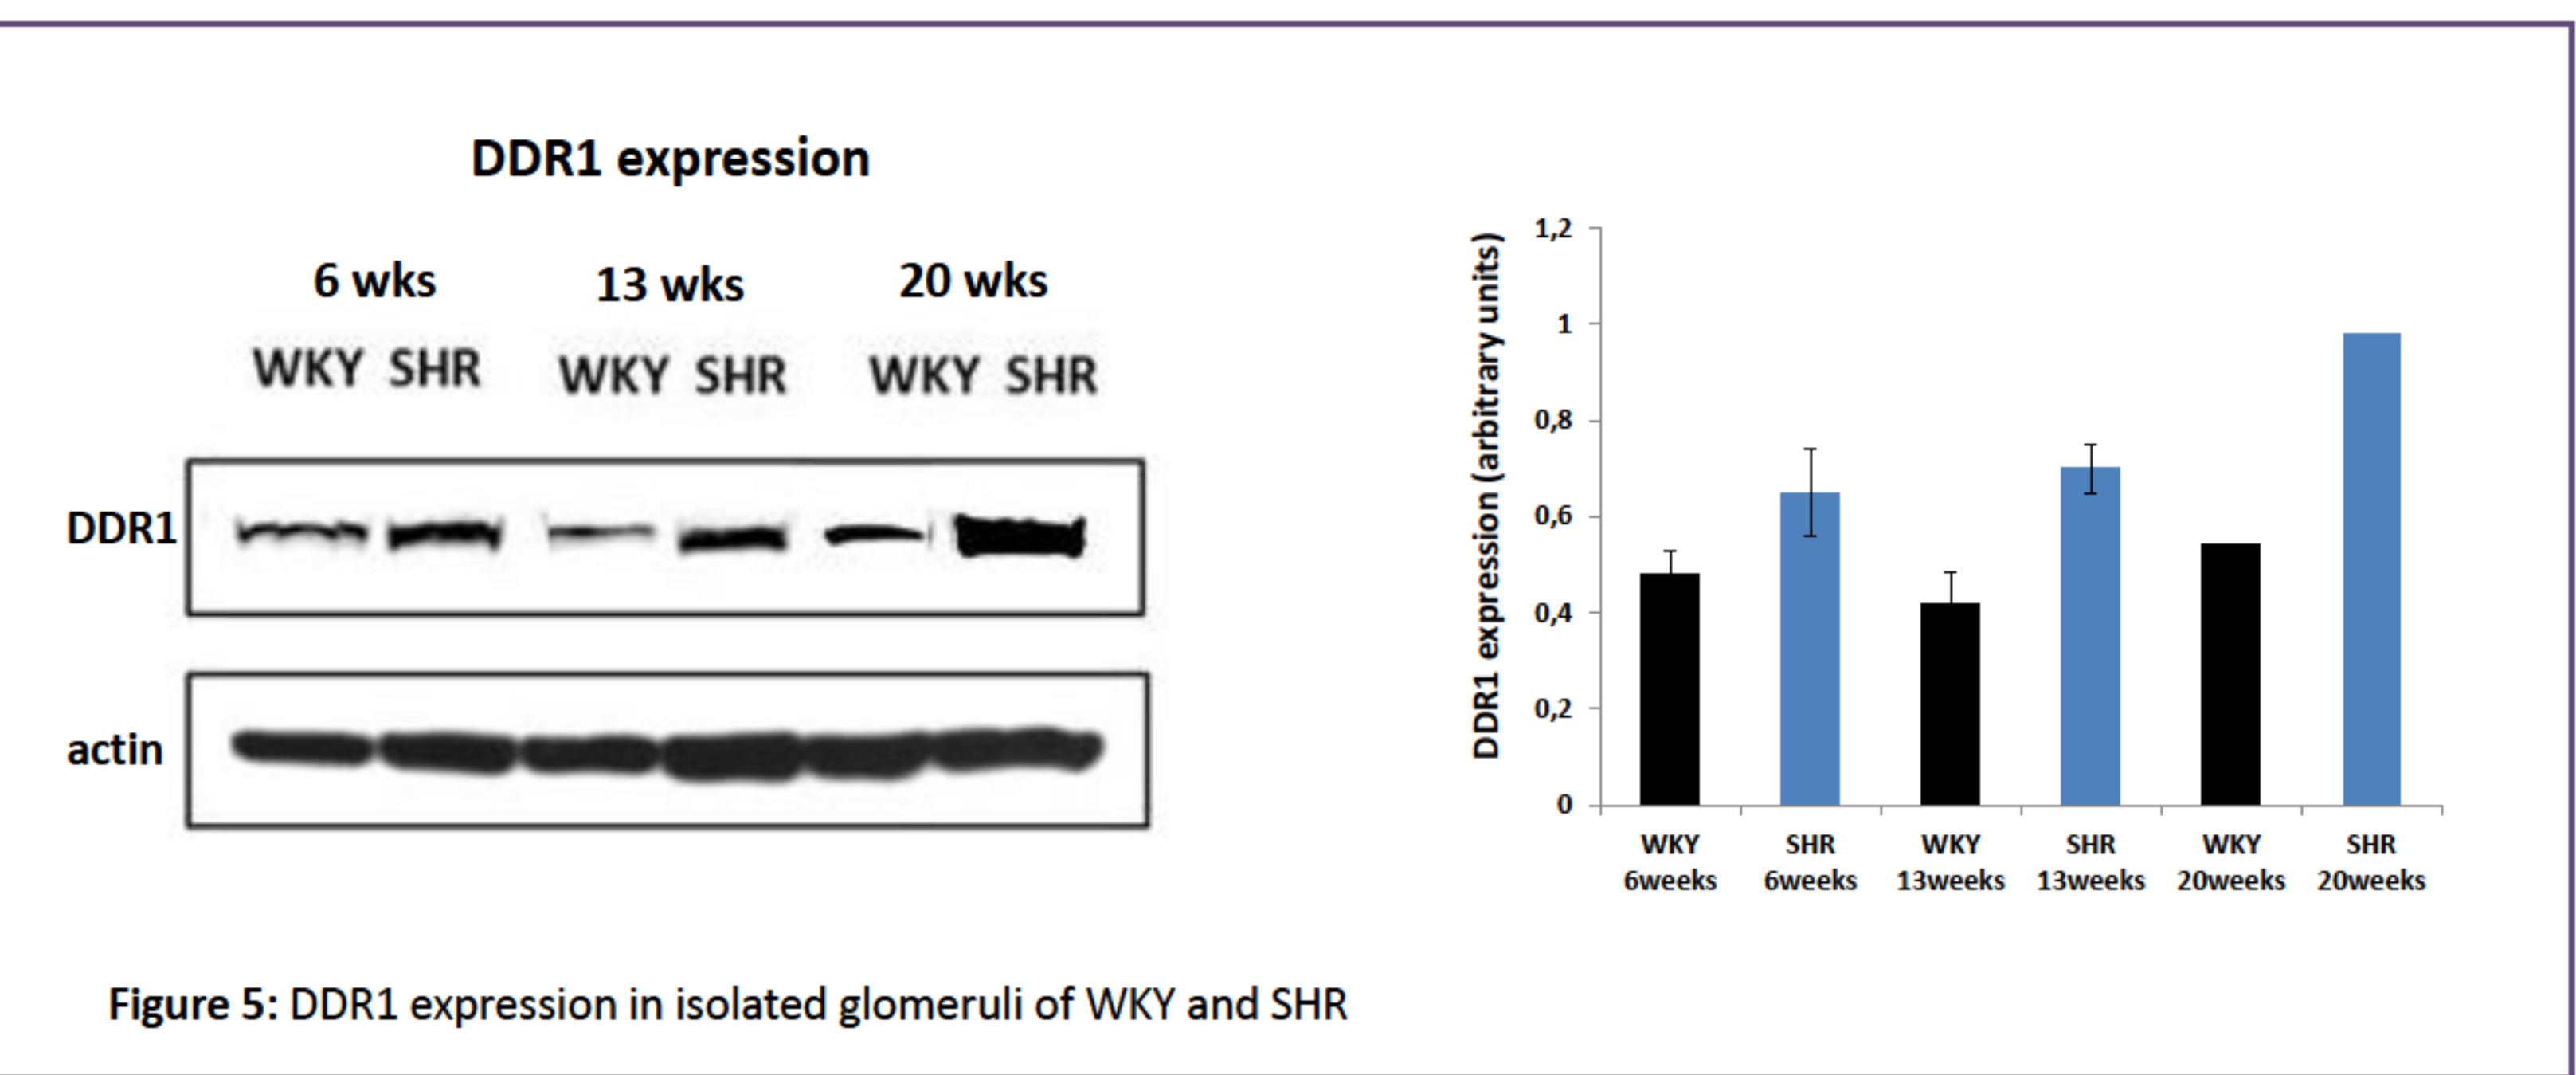 DDR1 expression
6 wks 13 wks 20 wks
WKY SHR WKY SHR WKY SHR
DDR1
actin
DDR1 expression (arbitrary units)
1,2
1
0,8
0,6
0,4
0,2
0
WKY SHR WKY SHR WKY SHR
6weeks 6weeks 13weeks 13weeks 20weeks 20weeks
Figure 5: DDR1 expression in isolated glomeruli of WKY and SHR